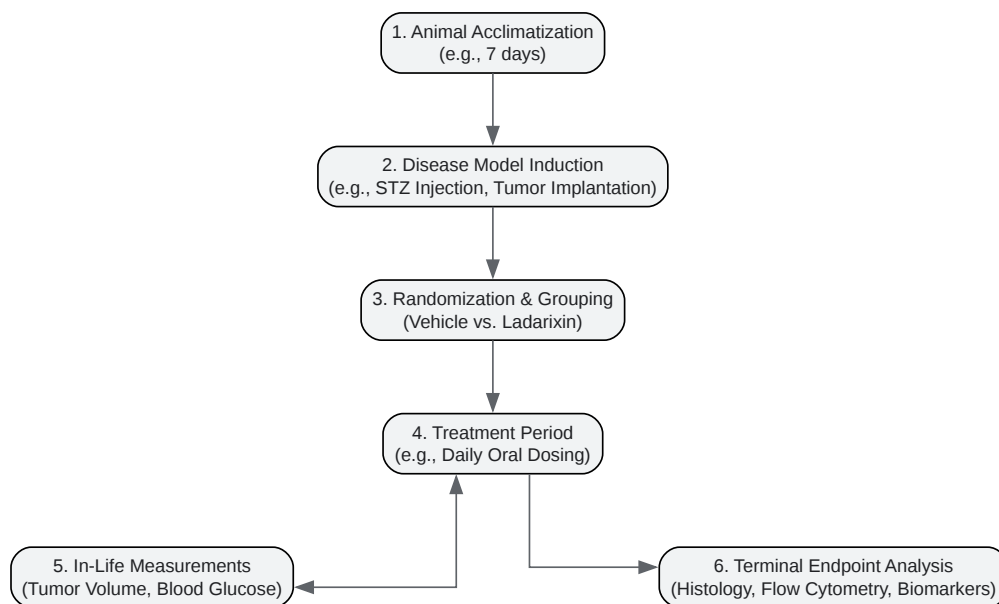 1. Animal Acclimatization
(e.g., 7 days)
2. Disease Model Induction
(e.g., STZ Injection, Tumor Implantation)
3. Randomization & Grouping
(Vehicle vs. Ladarixin)
4. Treatment Period
(e.g., Daily Oral Dosing)
5. In-Life Measurements
(Tumor Volume, Blood Glucose)
6. Terminal Endpoint Analysis
(Histology, Flow Cytometry, Biomarkers)